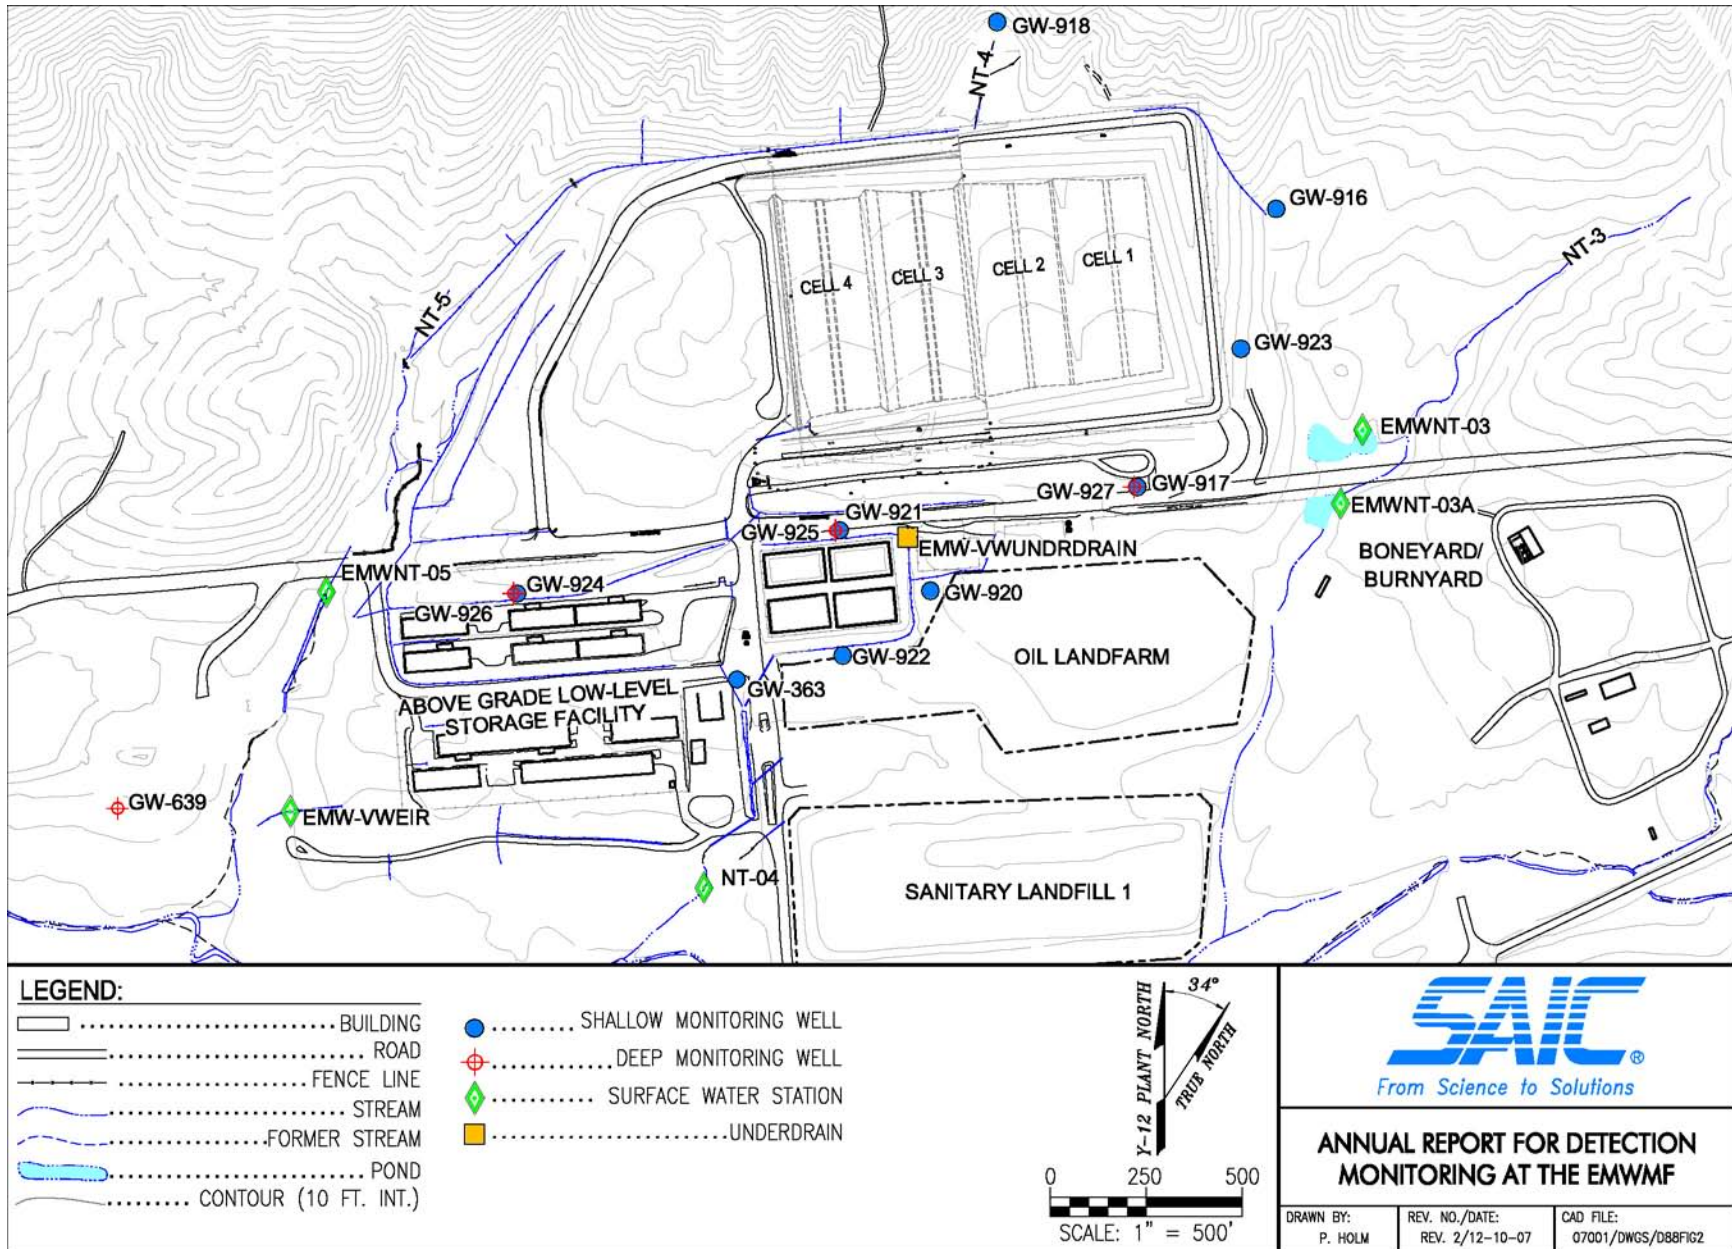 GW-918
NT-4
GW-916
NT-3
CELL 4
CELL 3
CELL 2
CELL 1
NT-5
GW-923
EMWNT-03
GW-927
GW-917
EMWNT-03A
GW-921
GW-925
EMW-VWUNDRDRAIN
BONEYARD/
BURNYARD
EMWNT-05
GW-924
GW-926
GW-920
GW-922
OIL LANDFARM
GW-363
ABOVE GRADE LOW-LEVEL
STORAGE FACILITY
GW-639
EMW-VWEIR
NT-04
SANITARY LANDFILL 1
LEGEND:
BUILDING
ROAD
FENCE LINE
STREAM
FORMER STREAM
POND
CONTOUR (10 FT. INT.)
SHALLOW MONITORING WELL
DEEP MONITORING WELL
SURFACE WATER STATION
UNDERDRAIN
Y-12 PLANT NORTH
34°
TRUE NORTH
0 250 500
SCALE: 1" = 500'
SAIC®
From Science to Solutions
ANNUAL REPORT FOR DETECTION
MONITORING AT THE EMWMF
DRAWN BY:
P. HOLM
REV. NO./DATE:
REV. 2/12-10-07
CAD FILE:
07001/DWGS/D88FIG2